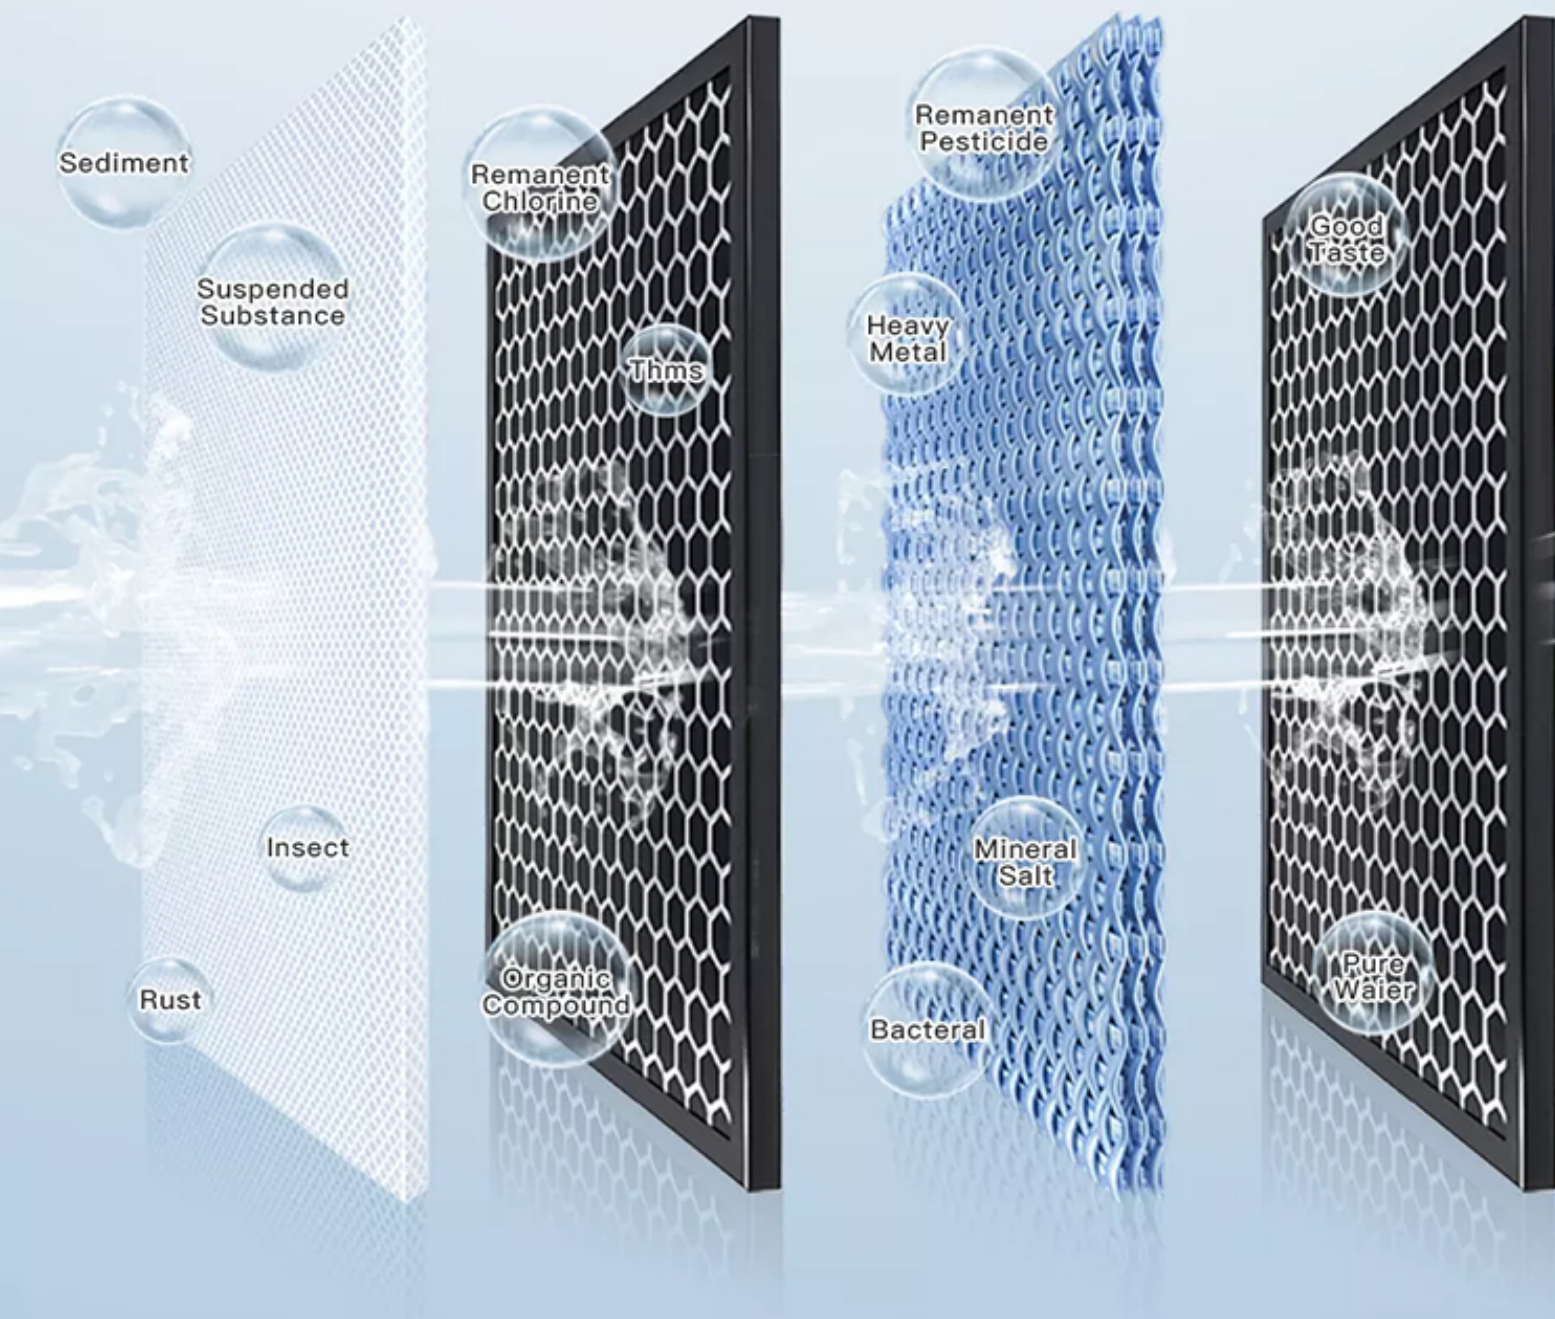 Sediment
Suspended
Substance
Insect
Rust
Remanent
Chlorine
Thms
Organic
Compound
Remanent
Pesticide
Heavy
Metal
Mineral
Salt
Bacteral
Good
Taste
Pure
Waier